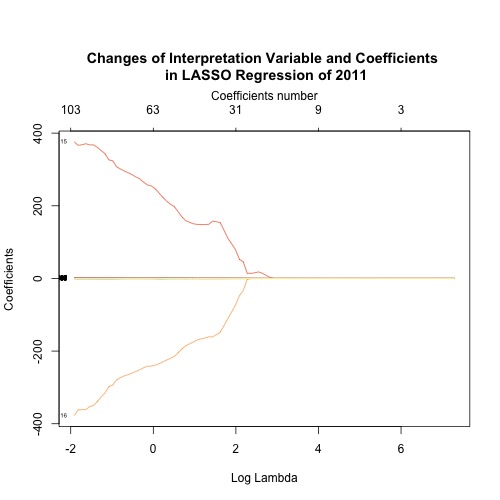 Changes of Interpretation Variable and Coefficients
in LASSO Regression of 2011
Coefficients number
103 63 31 9 3
400
200
0
-200
-400
Coefficients
15
16
-2 0 2 4 6
Log Lambda